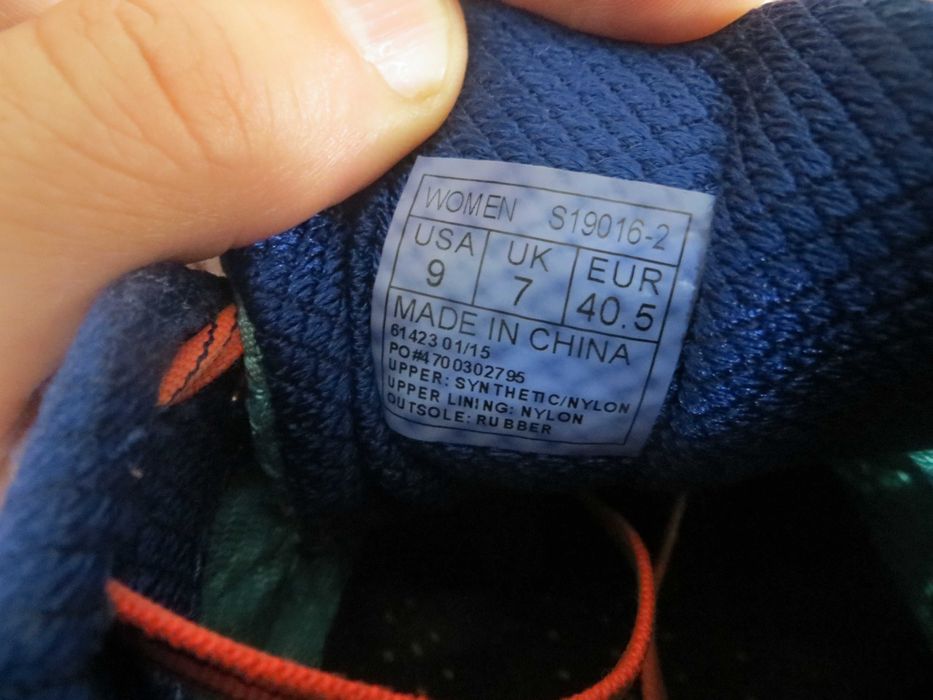 WOMEN S19016-2
USA UK EUR
9 7 40.5
MADE IN CHINA
61423 01/15
PO#4700302795
UPPER: SYNTHETIC/NYLON
UPPER LINING: NYLON
OUTSOLE: RUBBER